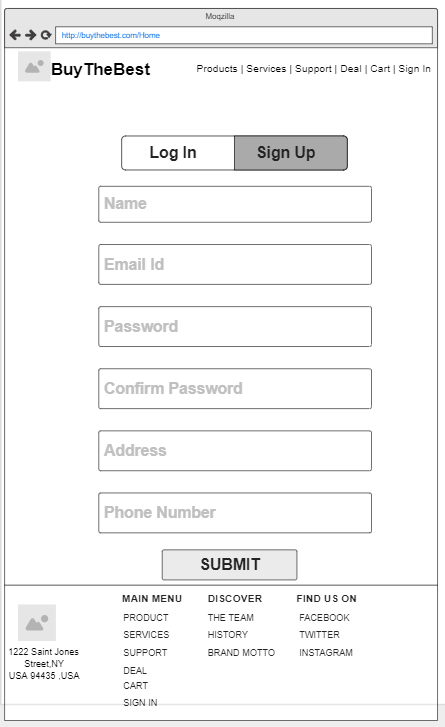 Moqzilla
http://buythebest.com/Home
BuyTheBest
Products | Services | Support | Deal | Cart | Sign In
Log In
Sign Up
Name
Email Id
Password
Confirm Password
Address
Phone Number
SUBMIT
1222 Saint Jones
Street,NY
USA 94435 ,USA
MAIN MENU
PRODUCT
SERVICES
SUPPORT
DEAL
CART
SIGN IN
DISCOVER
THE TEAM
HISTORY
BRAND MOTTO
FIND US ON
FACEBOOK
TWITTER
INSTAGRAM